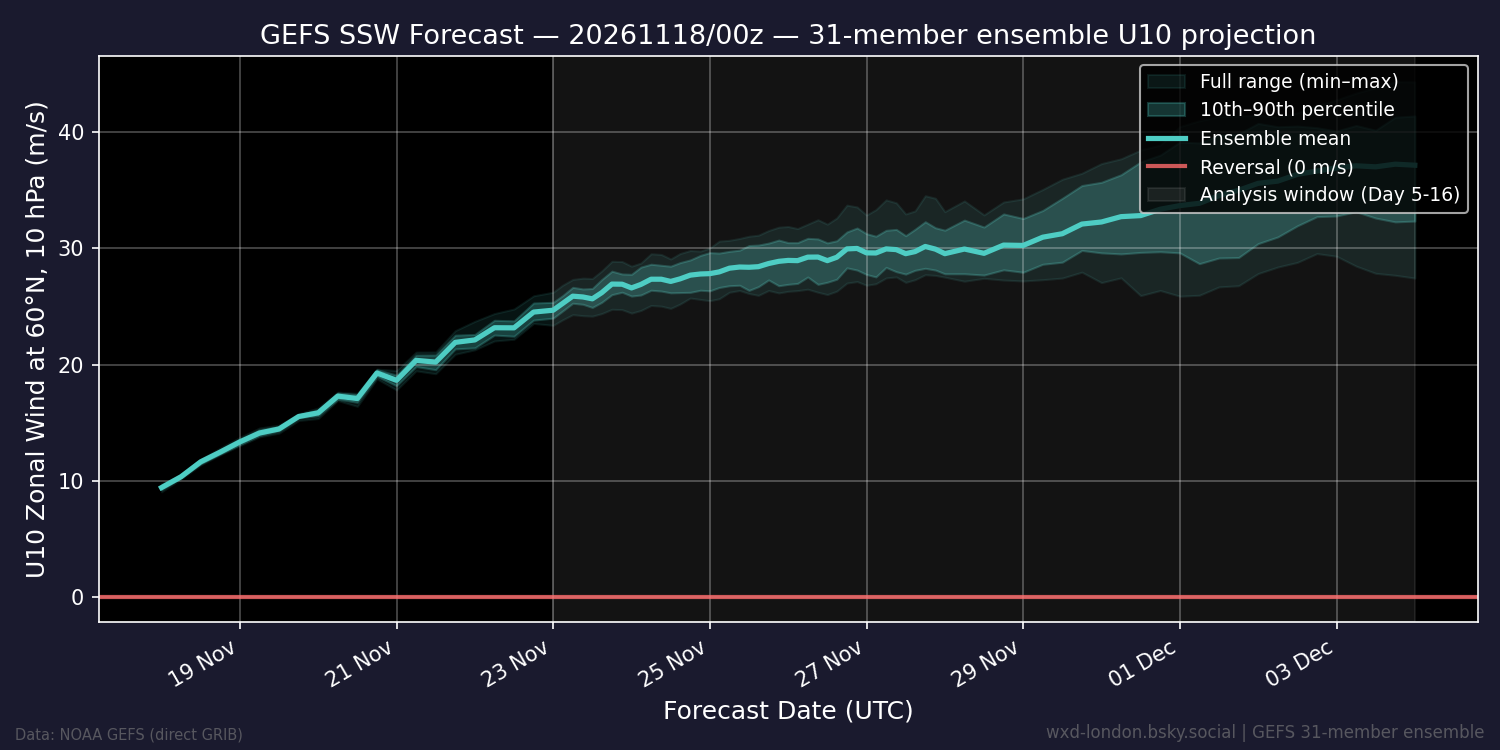 GEFS SSW Forecast — 20261118/00z — 31-member ensemble U10 projection
Full range (min–max)
10th–90th percentile
Ensemble mean
Reversal (0 m/s)
Analysis window (Day 5-16)
U10 Zonal Wind at 60°N, 10 hPa (m/s)
40
30
20
10
0
19 Nov
21 Nov
23 Nov
25 Nov
27 Nov
29 Nov
01 Dec
03 Dec
Forecast Date (UTC)
Data: NOAA GEFS (direct GRIB)
wxd-london.bsky.social | GEFS 31-member ensemble